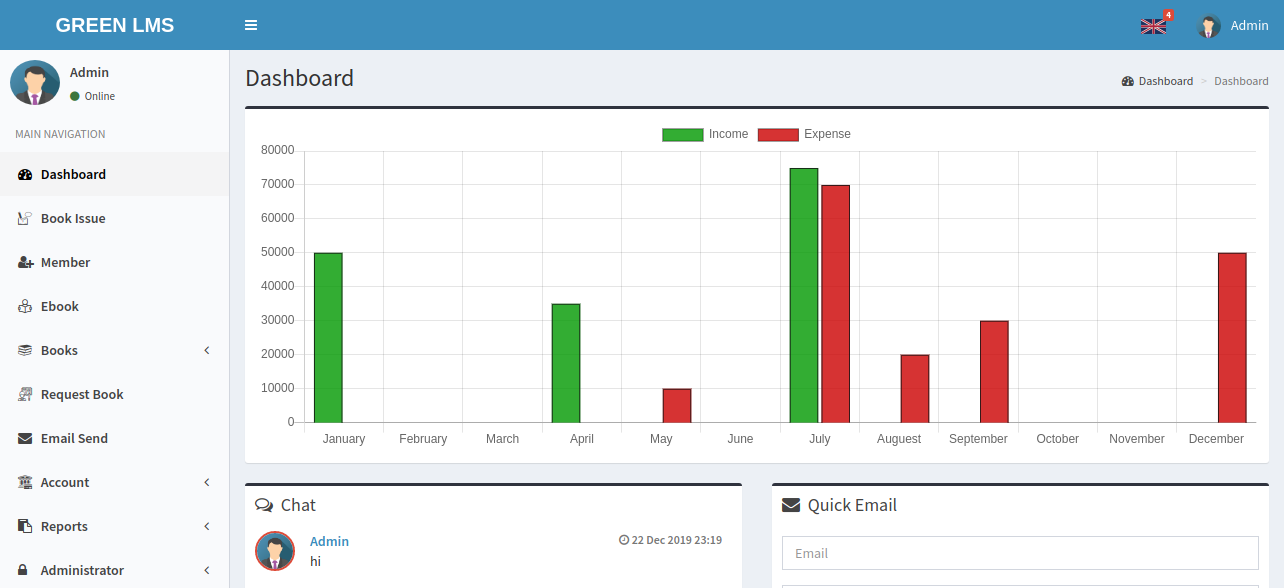 GREEN LMS
4
Admin
Admin
Online
MAIN NAVIGATION
Dashboard
Book Issue
Member
Ebook
Books
Request Book
Email Send
Account
Reports
Administrator
Dashboard
Dashboard > Dashboard
Income Expense
80000
70000
60000
50000
40000
30000
20000
10000
0
January February March April May June July Auguest September October November December
Chat
Admin 22 Dec 2019 23:19
hi
Quick Email
Email